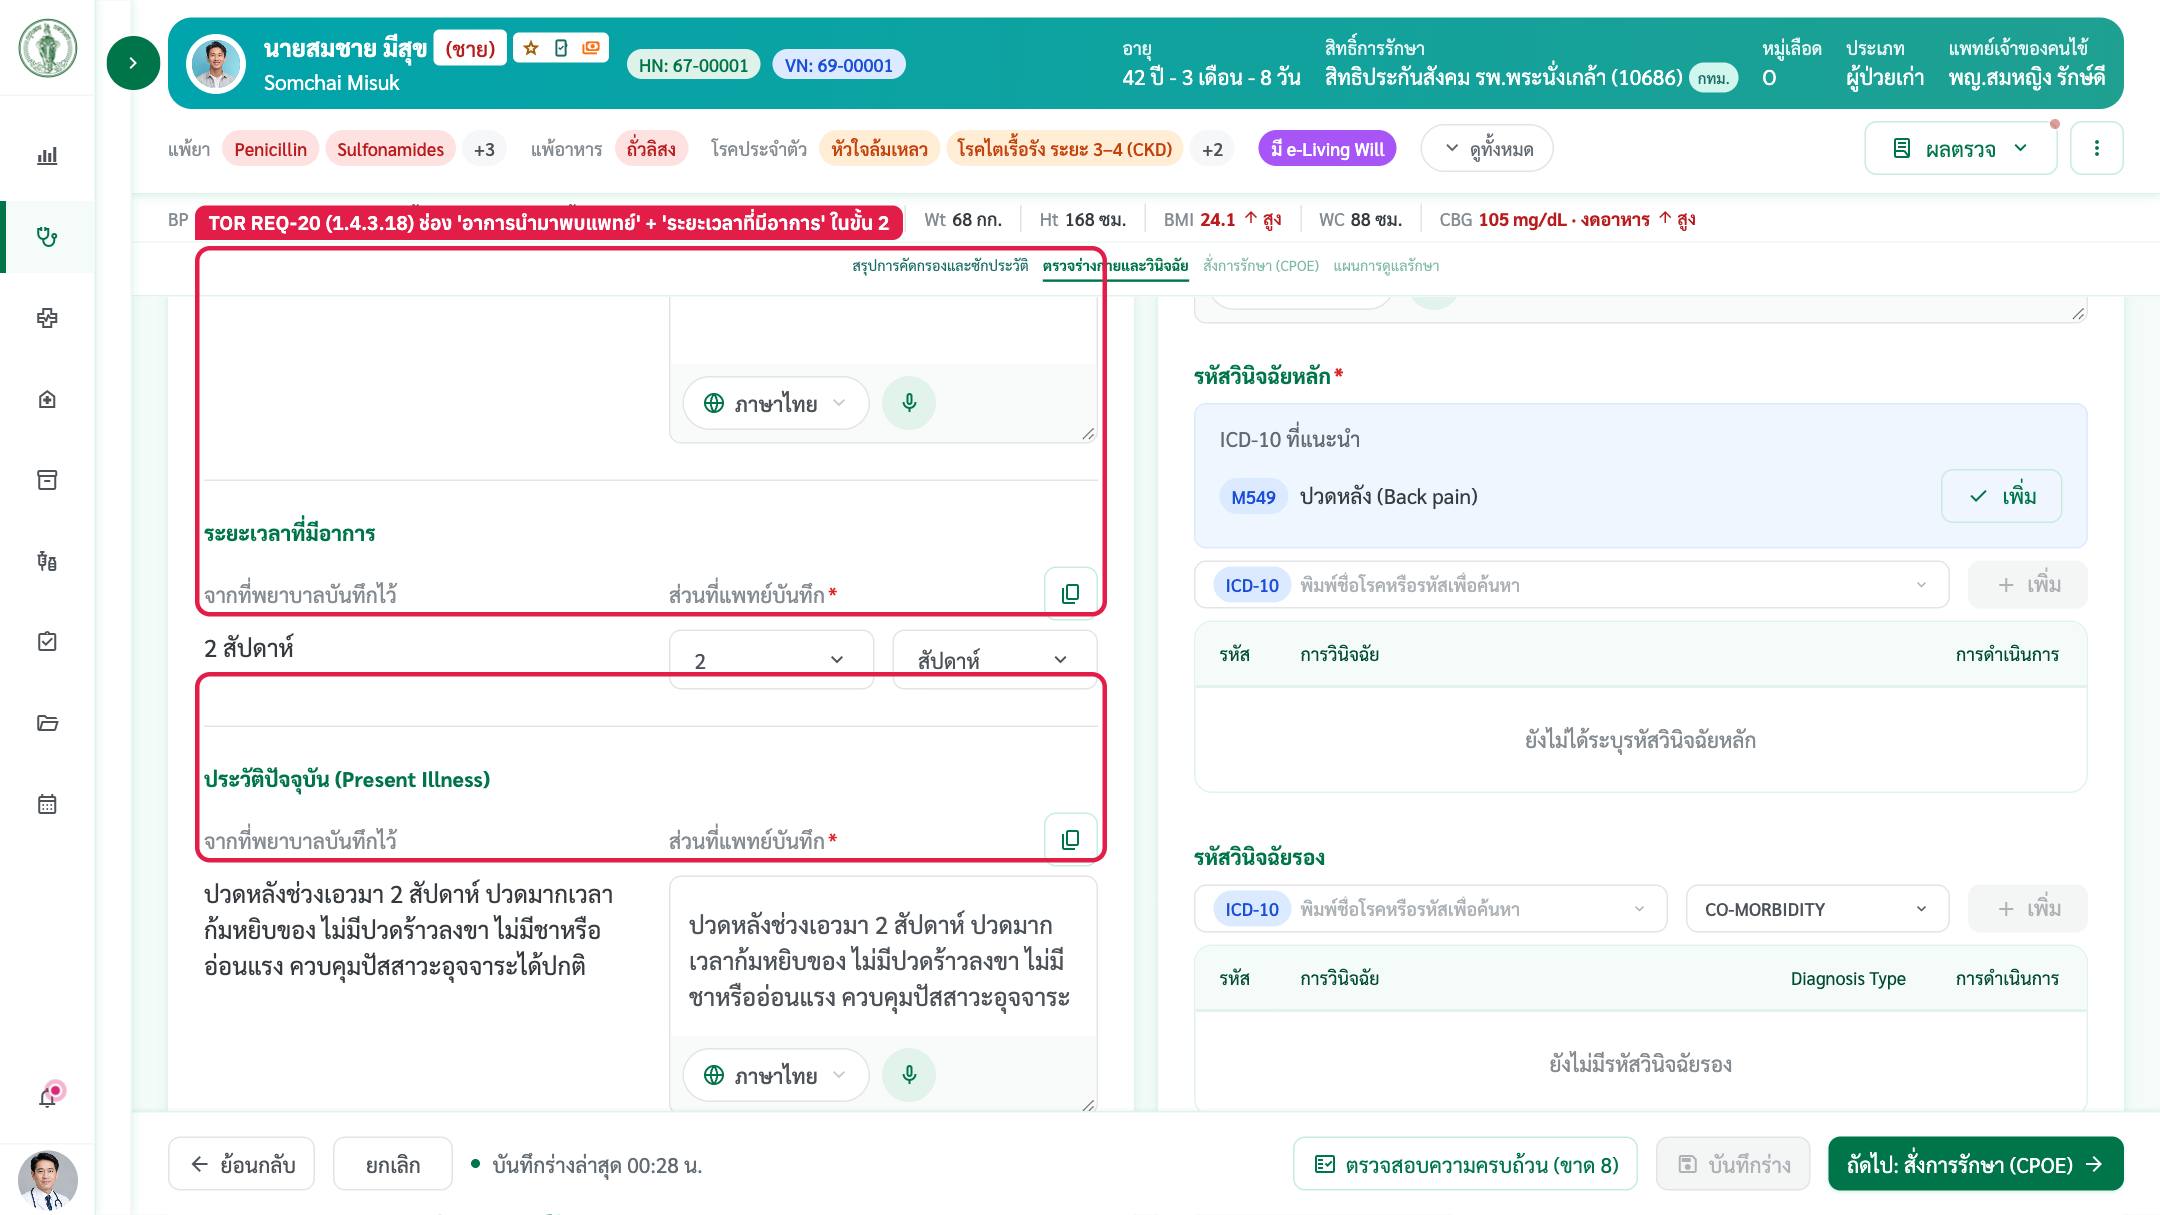 นายสมชาย มีสุข (ชาย)
Somchai Misuk
HN: 67-00001
VN: 69-00001
อายุ
42 ปี - 3 เดือน - 8 วัน
สิทธิ์การรักษา
สิทธิประกันสังคม รพ.พระนั่งเกล้า (10686) กทม.
หมู่เลือด
O
ประเภท
ผู้ป่วยเก่า
แพทย์เจ้าของคนไข้
พญ.สมหญิง รักษ์ดี
แพ้ยา Penicillin Sulfonamides +3 แพ้อาหาร ถั่วลิสง โรคประจำตัว หัวใจล้มเหลว โรคไตเรื้อรัง ระยะ 3–4 (CKD) +2 มี e-Living Will ดูทั้งหมด
ผลตรวจ
BP
TOR REQ-20 (1.4.3.18) ช่อง 'อาการนำมาพบแพทย์' + 'ระยะเวลาที่มีอาการ' ในขั้น 2
Wt 68 กก. Ht 168 ซม. BMI 24.1 ↑ สูง WC 88 ซม. CBG 105 mg/dL · งดอาหาร ↑ สูง
สรุปการคัดกรองและซักประวัติ ตรวจร่างกายและวินิจฉัย สั่งการรักษา (CPOE) แผนการดูแลรักษา
ภาษาไทย
ระยะเวลาที่มีอาการ
จากที่พยาบาลบันทึกไว้
ส่วนที่แพทย์บันทึก *
2 สัปดาห์
2
สัปดาห์
ประวัติปัจจุบัน (Present Illness)
จากที่พยาบาลบันทึกไว้
ส่วนที่แพทย์บันทึก *
ปวดหลังช่วงเอวมา 2 สัปดาห์ ปวดมากเวลา
ก้มหยิบของ ไม่มีปวดร้าวลงขา ไม่มีชาหรือ
อ่อนแรง ควบคุมปัสสาวะอุจจาระได้ปกติ
ปวดหลังช่วงเอวมา 2 สัปดาห์ ปวดมาก
เวลาก้มหยิบของ ไม่มีปวดร้าวลงขา ไม่มี
ชาหรืออ่อนแรง ควบคุมปัสสาวะอุจจาระ
ภาษาไทย
รหัสวินิจฉัยหลัก *
ICD-10 ที่แนะนำ
M549 ปวดหลัง (Back pain)
เพิ่ม
ICD-10 พิมพ์ชื่อโรคหรือรหัสเพื่อค้นหา
+ เพิ่ม
รหัส การวินิจฉัย การดำเนินการ
ยังไม่ได้ระบุรหัสวินิจฉัยหลัก
รหัสวินิจฉัยรอง
ICD-10 พิมพ์ชื่อโรคหรือรหัสเพื่อค้นหา
CO-MORBIDITY
+ เพิ่ม
รหัส การวินิจฉัย Diagnosis Type การดำเนินการ
ยังไม่มีรหัสวินิจฉัยรอง
← ย้อนกลับ
ยกเลิก
บันทึกร่างล่าสุด 00:28 น.
ตรวจสอบความครบถ้วน (ขาด 8)
บันทึกร่าง
ถัดไป: สั่งการรักษา (CPOE) →